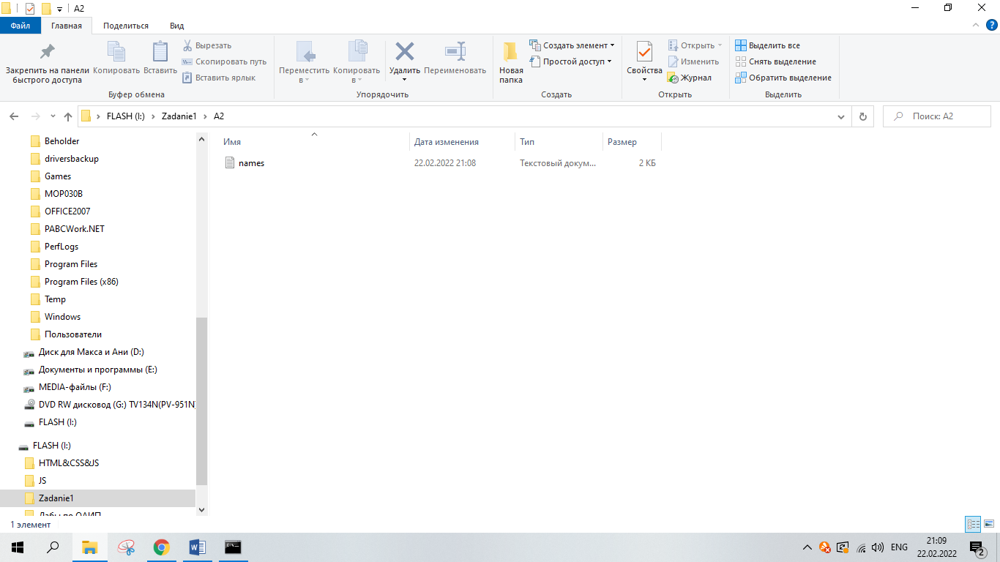 A2
Файл Главная Поделиться Вид
Закрепить на панели быстрого доступа
Копировать
Вставить
Вырезать
Скопировать путь
Вставить ярлык
Буфер обмена
Переместить в
Копировать в
Удалить
Переименовать
Упорядочить
Новая папка
Создать элемент
Простой доступ
Создать
Свойства
Открыть
Изменить
Журнал
Открыть
Выделить все
Снять выделение
Обратить выделение
Выделить
FLASH (I:) Zadanie1 A2
Поиск: A2
Beholder
driversbackup
Games
MOP030B
OFFICE2007
PABCWork.NET
PerfLogs
Program Files
Program Files (x86)
Temp
Windows
Пользователи
Диск для Макса и Ани (D:)
Документы и программы (E:)
MEDIA-файлы (F:)
DVD RW дисковод (G:) TV134N(PV-951N)
FLASH (I:)
FLASH (I:)
HTML&CSS&JS
JS
Zadanie1
Лабы по ОАИП
Имя Дата изменения Тип Размер
names 22.02.2022 21:08 Текстовый докум... 2 КБ
1 элемент
ENG
21:09
22.02.2022
2